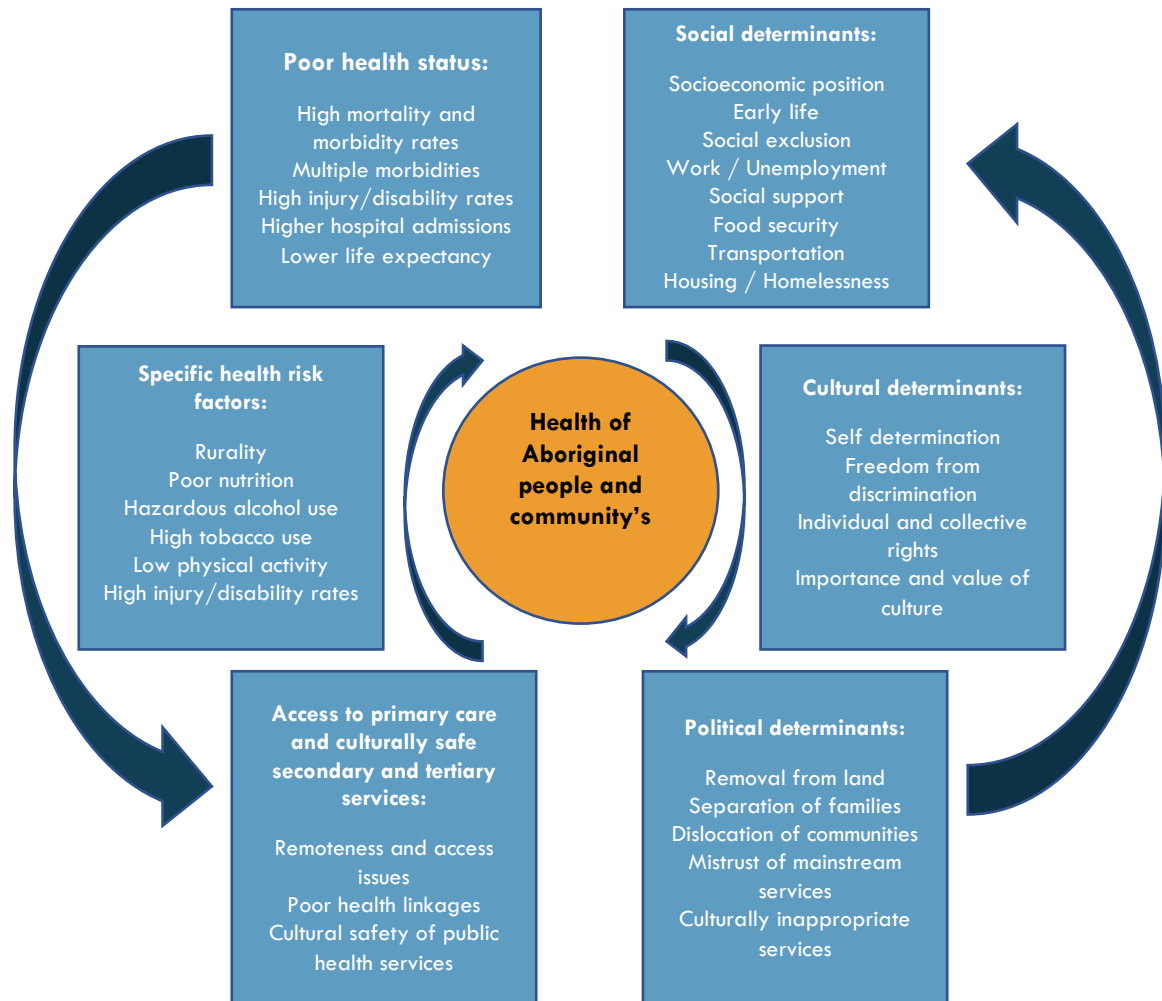 Poor health status:
High mortality and
morbidity rates
Multiple morbidities
High injury/disability rates
Higher hospital admissions
Lower life expectancy
Social determinants:
Socioeconomic position
Early life
Social exclusion
Work / Unemployment
Social support
Food security
Transportation
Housing / Homelessness
Specific health risk
factors:
Rurality
Poor nutrition
Hazardous alcohol use
High tobacco use
Low physical activity
High injury/disability rates
Health of
Aboriginal
people and
community’s
Cultural determinants:
Self determination
Freedom from
discrimination
Individual and collective
rights
Importance and value of
culture
Access to primary care
and culturally safe
secondary and tertiary
services:
Remoteness and access
issues
Poor health linkages
Cultural safety of public
health services
Political determinants:
Removal from land
Separation of families
Dislocation of communities
Mistrust of mainstream
services
Culturally inappropriate
services